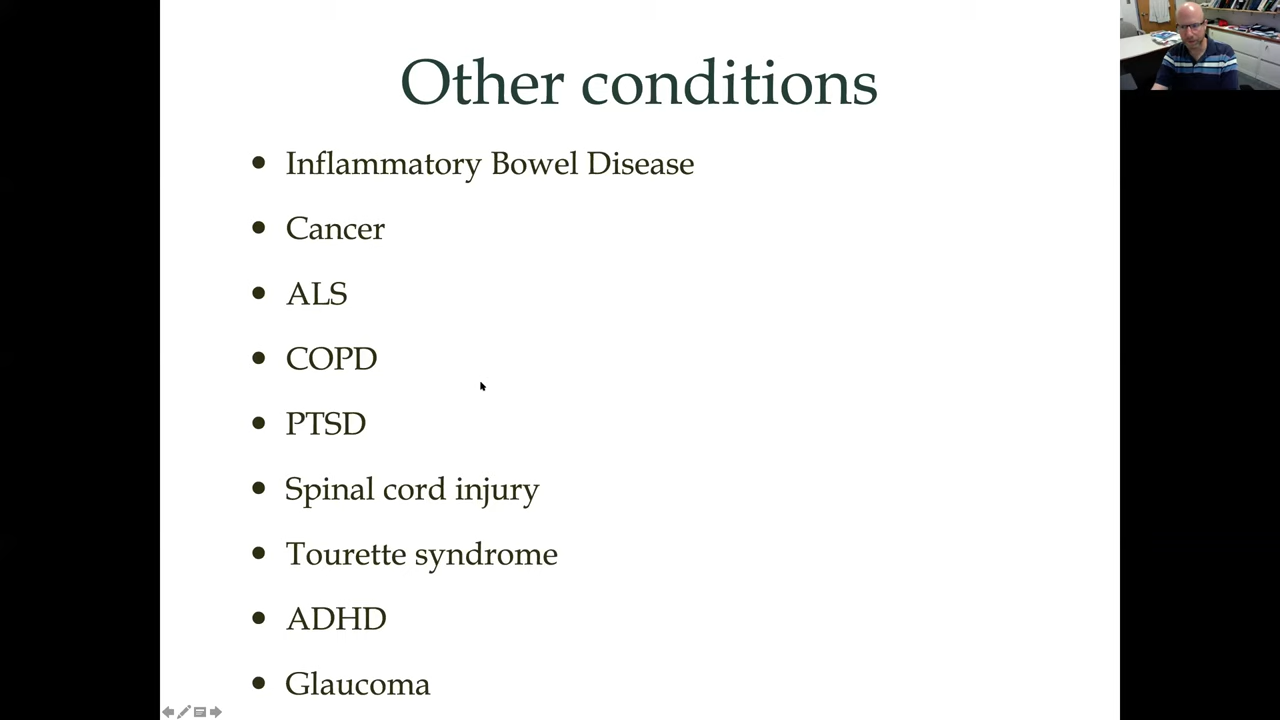 Other conditions
• Inflammatory Bowel Disease
• Cancer
• ALS
• COPD
• PTSD
• Spinal cord injury
• Tourette syndrome
• ADHD
• Glaucoma